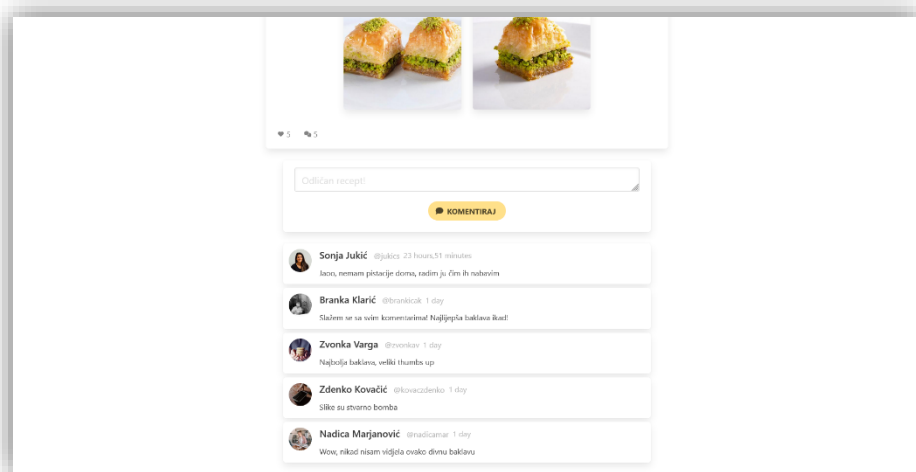 5 5
Odličan recept!
KOMENTIRAJ
Sonja Jukić @jukics 23 hours,51 minutes
Jaoo, nemam pistacije doma, radim ju čim ih nabavim
Branka Klarić @brankicak 1 day
Slažem se sa svim komentarima! Najlijepša baklava ikad!
Zvonka Varga @zvonkav 1 day
Najbolja baklava, veliki thumbs up
Zdenko Kovačić @kovaczdenko 1 day
Slike su stvarno bomba
Nadica Marjanović @nadicamar 1 day
Wow, nikad nisam vidjela ovako divnu baklavu